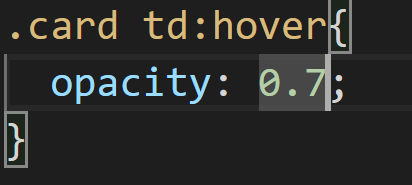 .card td:hover{
  opacity: 0.7;
}